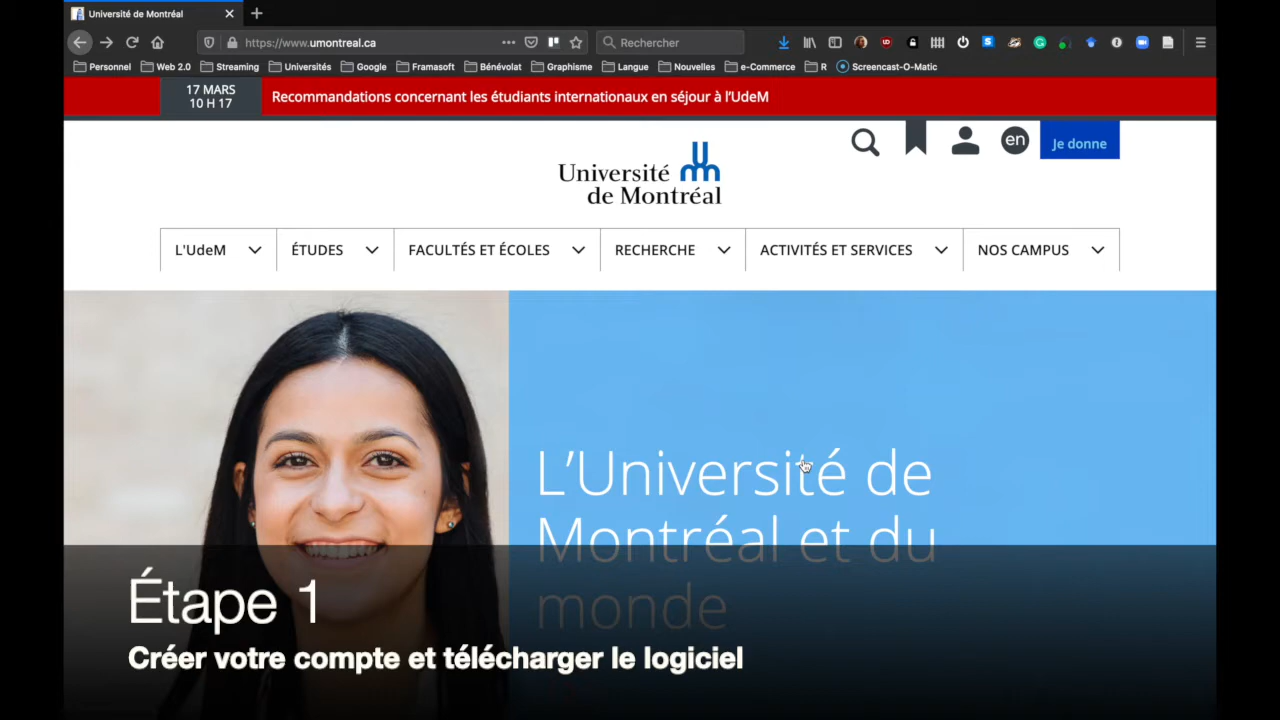 Université de Montréal
https://www.umontreal.ca
Rechercher
Personnel
Web 2.0
Streaming
Universités
Google
Framasoft
Bénévolat
Graphisme
Langue
Nouvelles
e-Commerce
R
Screencast-O-Matic
17 MARS
10 H 17
Recommandations concernant les étudiants internationaux en séjour à l'UdeM
Université
de Montréal
en
Je donne
L'UdeM
ÉTUDES
FACULTÉS ET ÉCOLES
RECHERCHE
ACTIVITÉS ET SERVICES
NOS CAMPUS
L'Université de
Montréal et du
monde
Étape 1
Créer votre compte et télécharger le logiciel